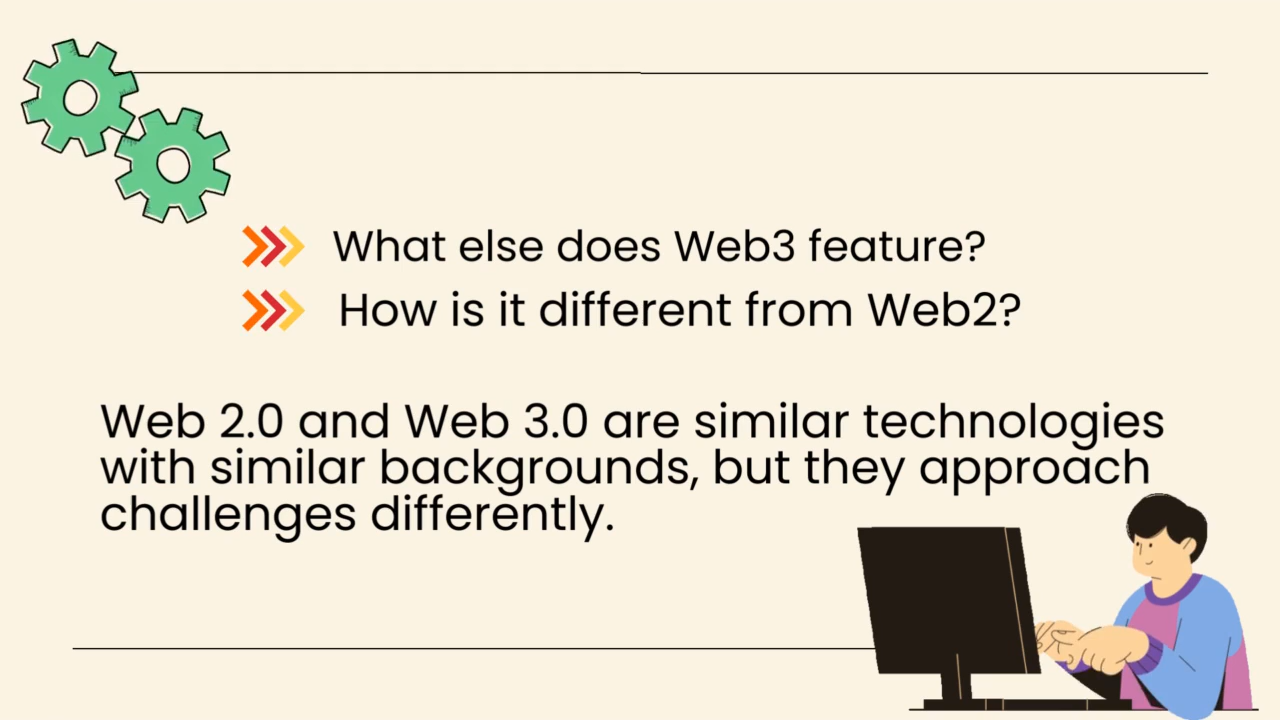 What else does Web3 feature?
How is it different from Web2?
Web 2.0 and Web 3.0 are similar technologies
with similar backgrounds, but they approach
challenges differently.